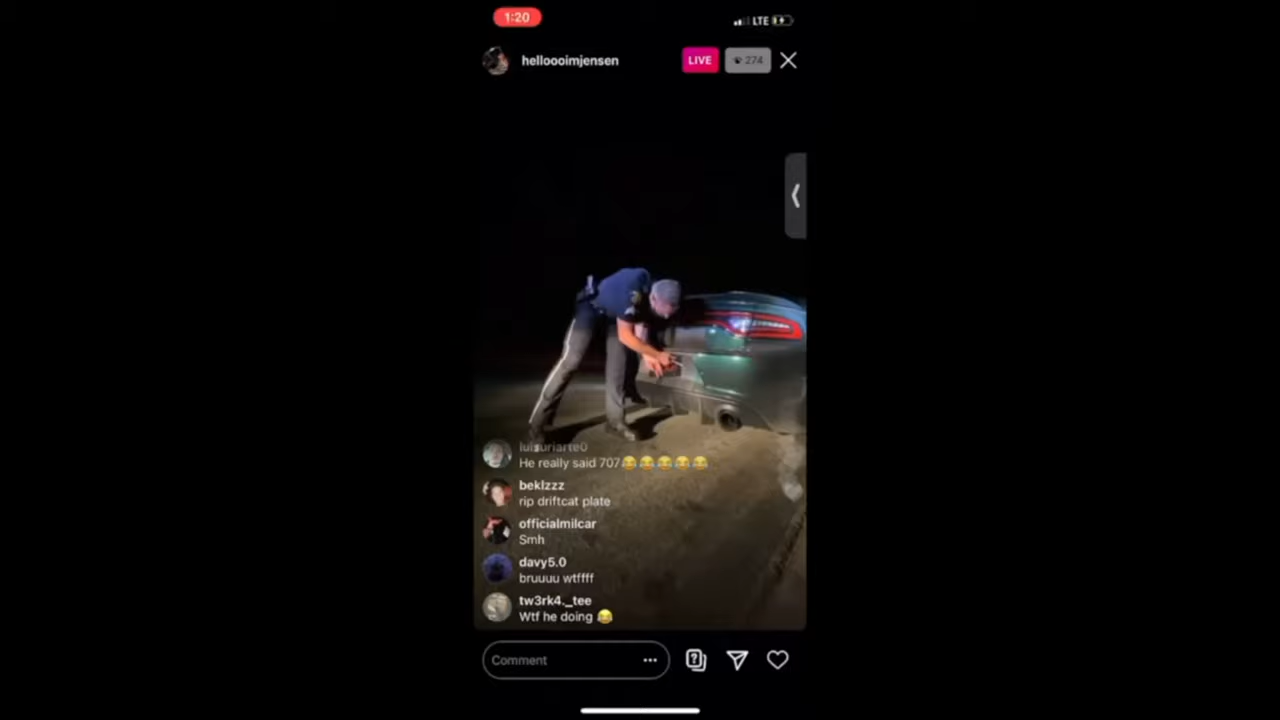 1:20
LTE
helloooimjensen
LIVE
274
luisuriarte0
He really said 707😂😂😂😂😂
beklzzz
rip driftcat plate
officialmilcar
Smh
davy5.0
bruuuu wtffff
tw3rk4._tee
Wtf he doing 😂
Comment